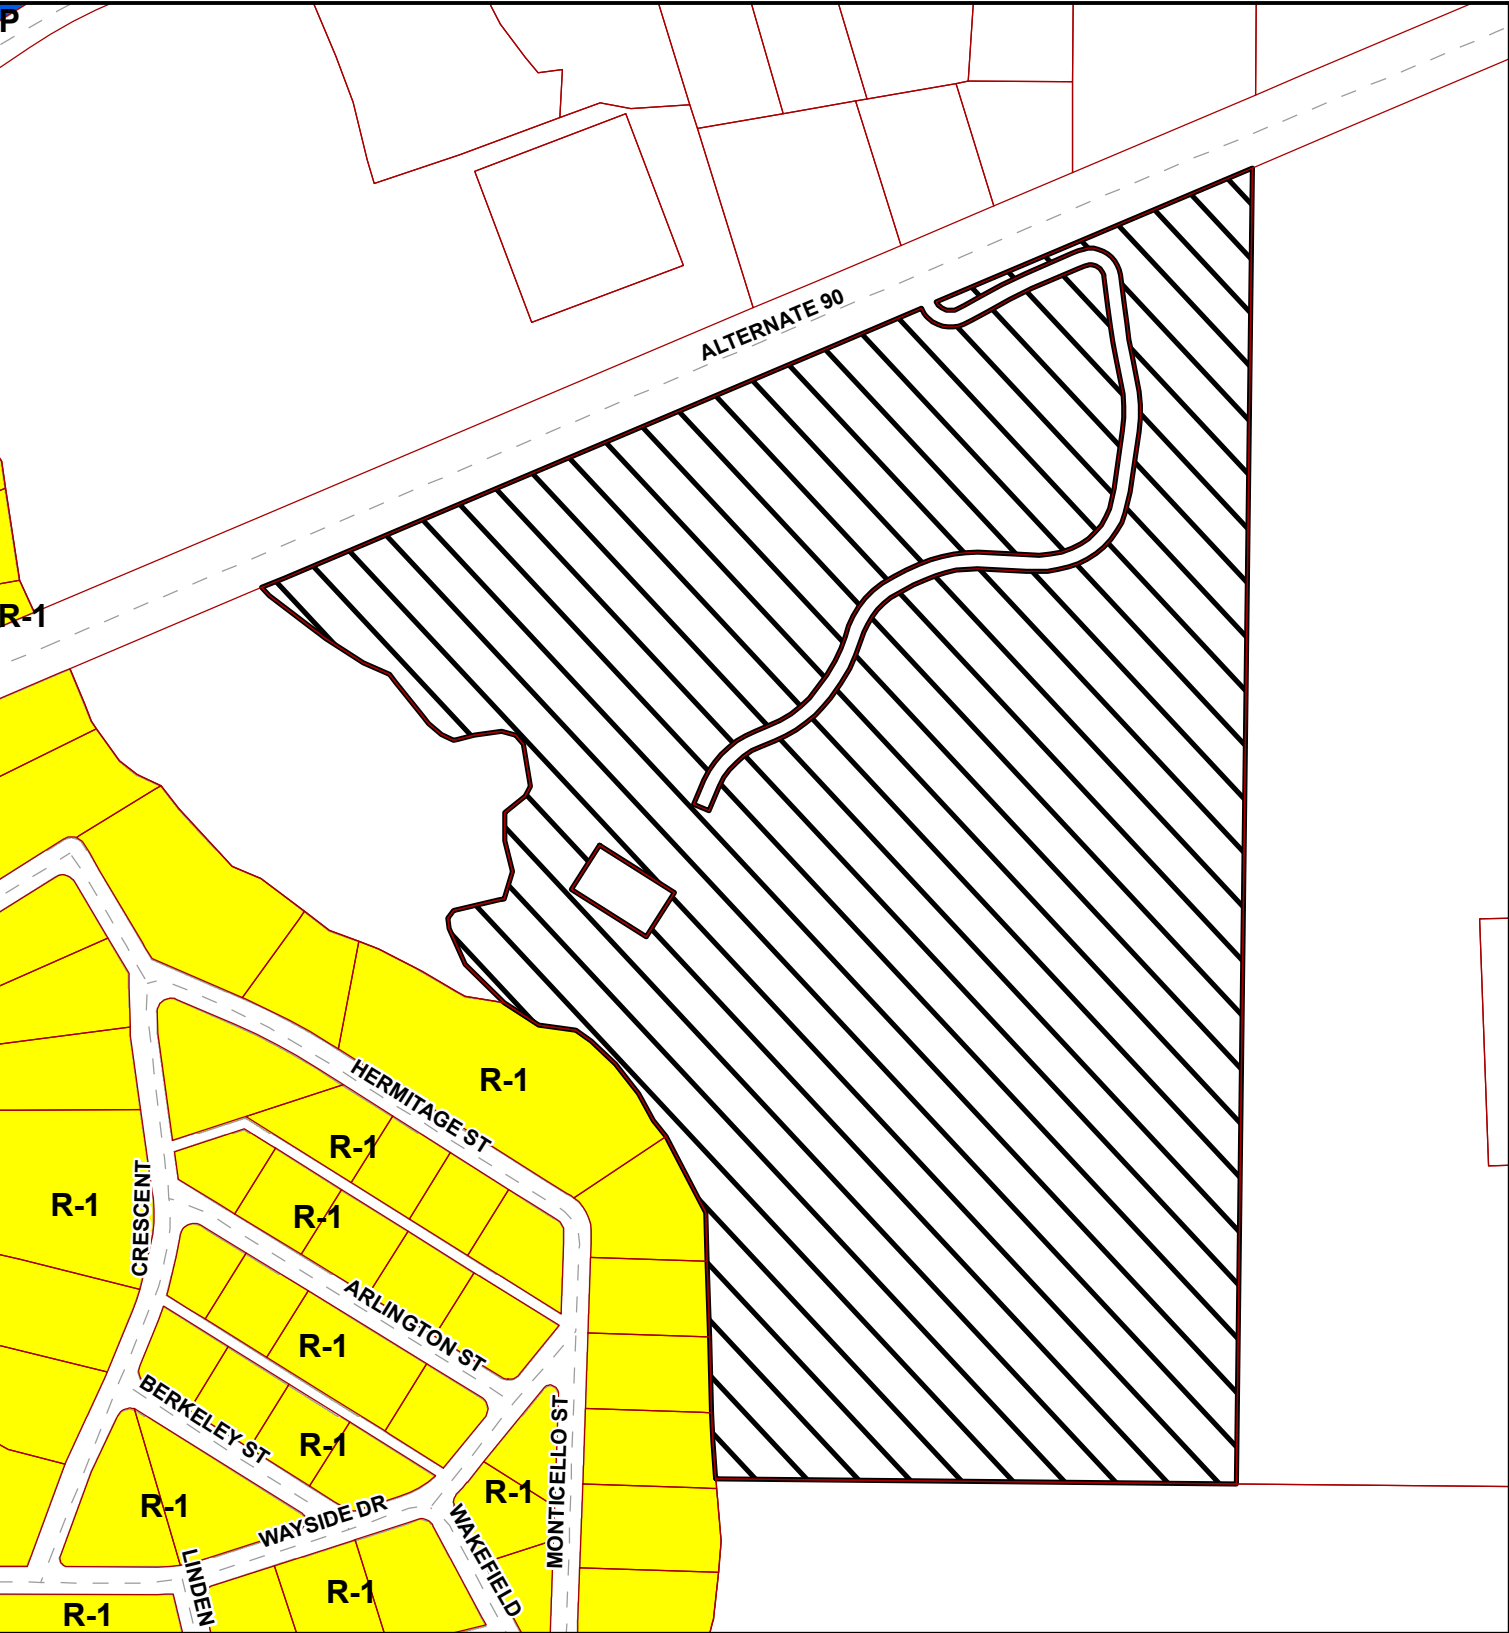 P
ALTERNATE 90
R-1
R-1
HERMITAGE ST
R-1
R-1
CRESCENT
R-1
ARLINGTON ST
R-1
BERKELEY ST
R-1
MONTICELLO ST
R-1
R-1
WAYSIDE DR
WAKEFIELD
LINDEN
R-1
R-1